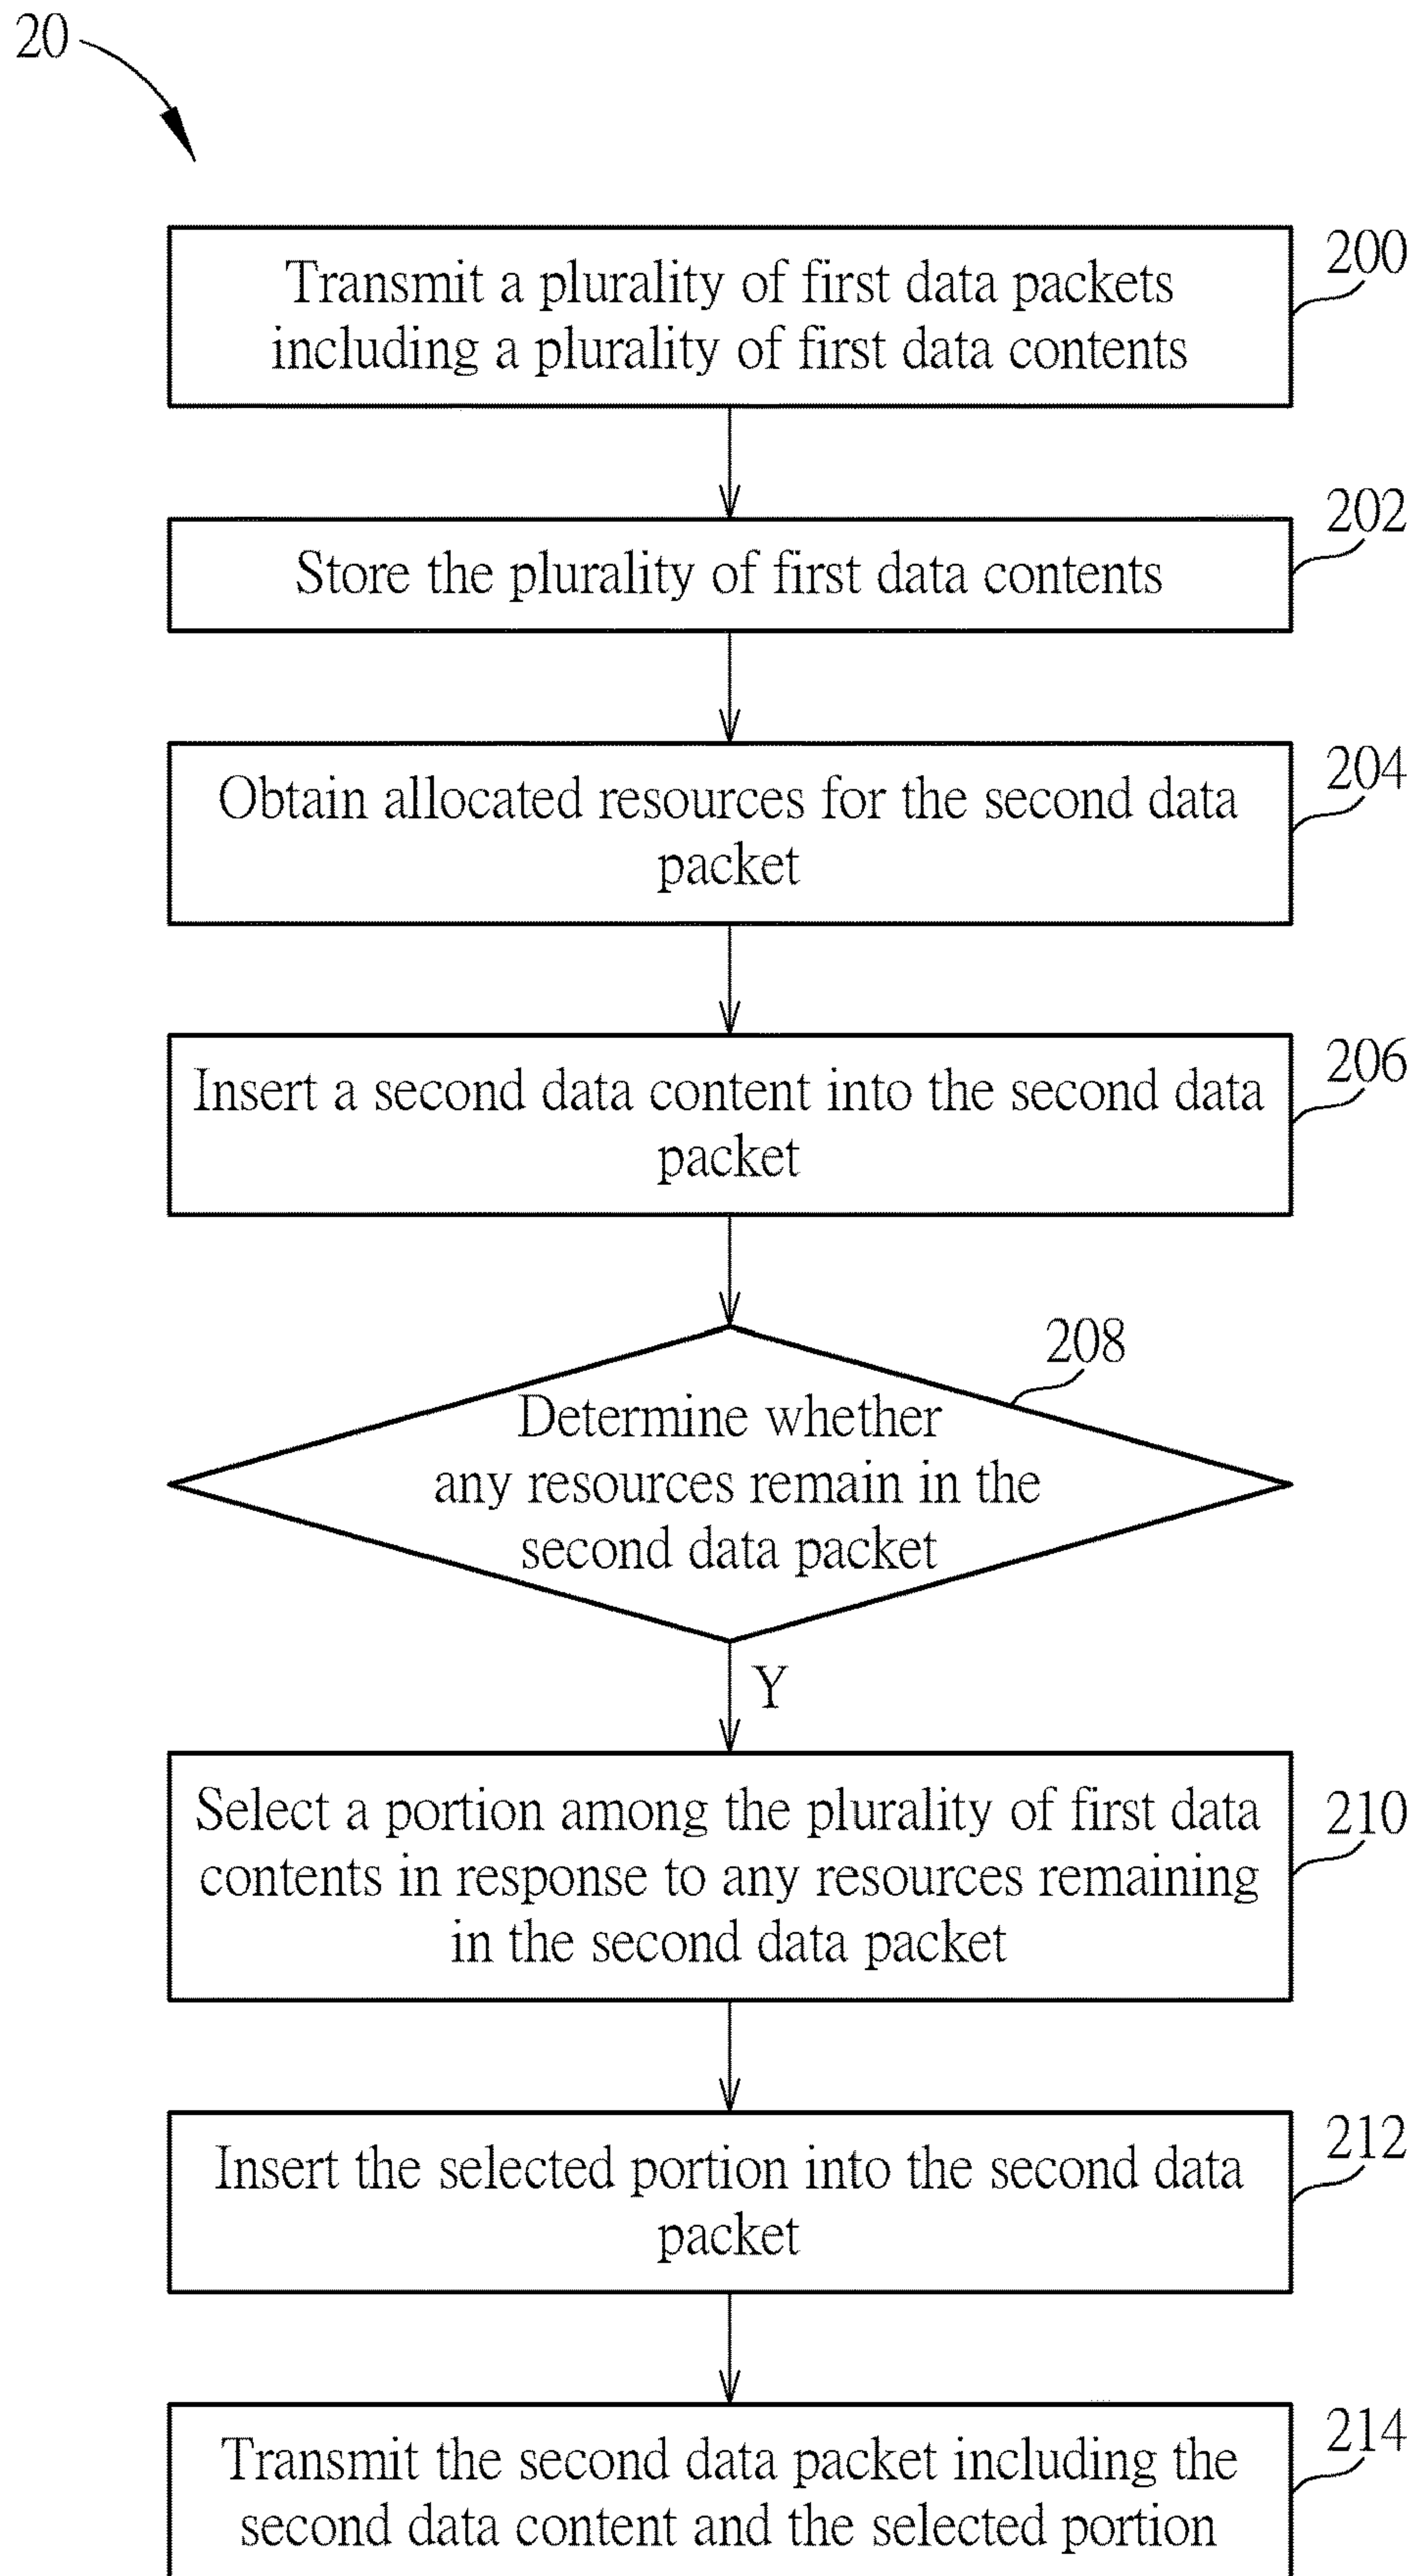 20
200
Transmit a plurality of first data packets
including a plurality of first data contents
202
Store the plurality of first data contents
204
Obtain allocated resources for the second data
packet
206
Insert a second data content into the second data
packet
208
Determine whether
any resources remain in the
second data packet
Y
210
Select a portion among the plurality of first data
contents in response to any resources remaining
in the second data packet
212
Insert the selected portion into the second data
packet
214
Transmit the second data packet including the
second data content and the selected portion